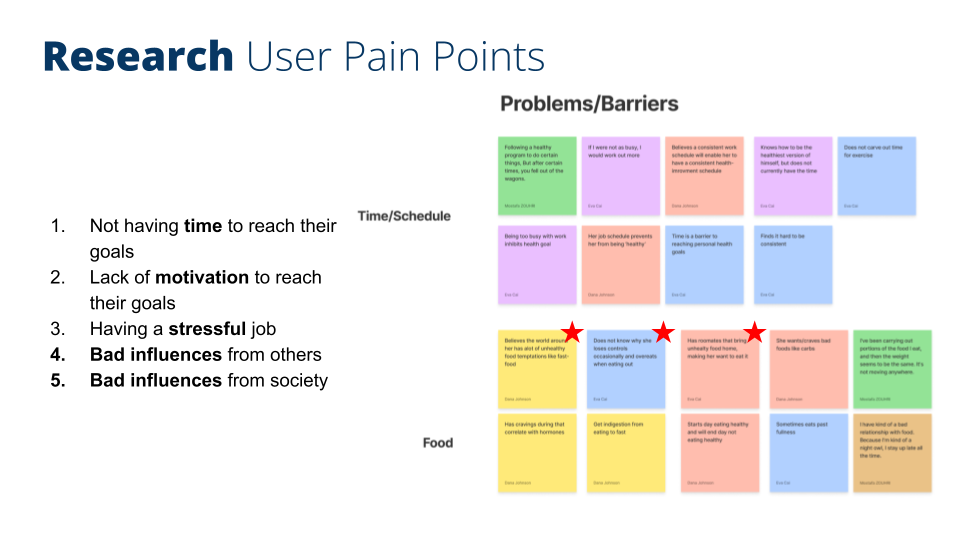 Research User Pain Points
Problems/Barriers
1. Not having time to reach their
goals
2. Lack of motivation to reach
their goals
3. Having a stressful job
4. Bad influences from others
5. Bad influences from society
Time/Schedule
Following a healthy
program to do certain
things, But after certain
times, you fell out of the
wagons.
If I were not as busy, I
would work out more
Eva Cai
Believes a consistent work
schedule will enable her to
have a consistent health-
Dana Johnson
Knows how to be the
healthiest version of
himself, but does not
currently have the time
Eva Cai
Does not carve out time
for exercise
Eva Cai
Being too busy with work
inhibits health goal
Eva Cai
Her job schedule prevents
her from being 'healthy'
Dana Johnson
Time is a barrier to
reaching personal health
goals
Eva Cai
Finds it hard to be
consistent
Eva Cai
Food
Believes the world around
her has alot of unhealthy
food temptations like fast-
food
Dana Johnson
Does not know why she
loses controls
occasionally and overeats
when eating out
Eva Cai
Has roomates that bring
unhealty food home,
making her want to eat it
Eva Cai
She wants/craves bad
foods like carbs
Dana Johnson
I've been carrying out
portions of the food I eat,
and then the weight
seems to be the same. It's
not moving anywhere.
Has cravings during that
correlate with hormones
Dana Johnson
Get indigestion from
eating to fast
Dana Johnson
Starts day eating healthy
and will end day not
eating healthy
Dana Johnson
Sometimes eats past
fullness
Eva Cai
I have kind of a bad
relationship with food.
Because I'm kind of a
night owl, I stay up late all
the time.